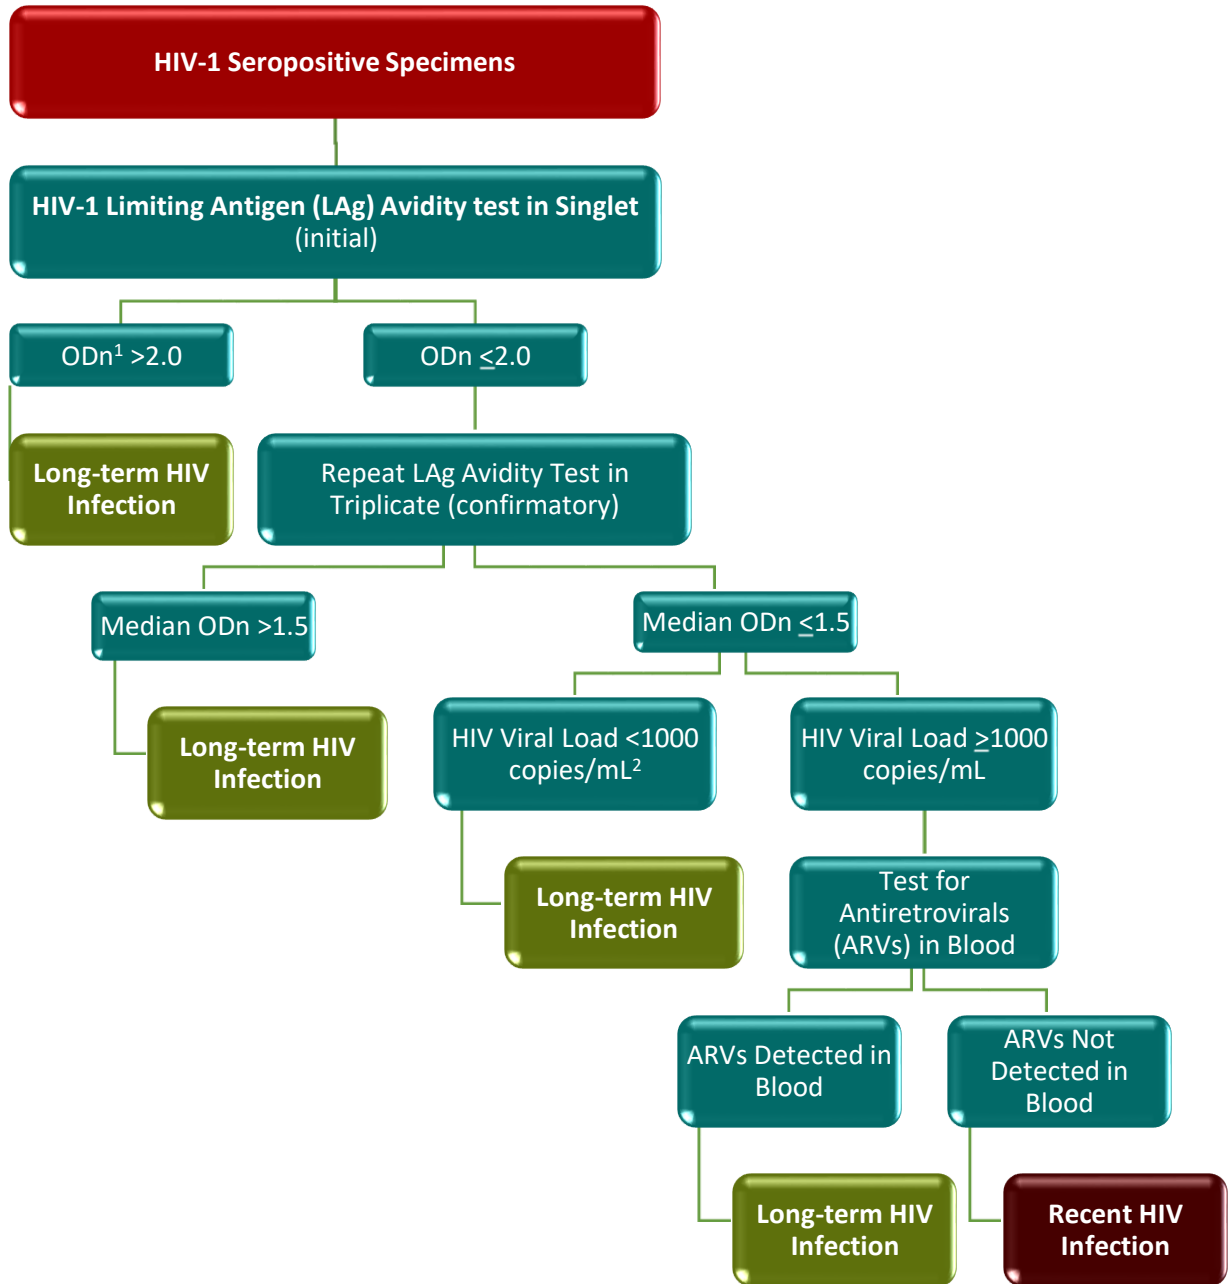 HIV-1 Seropositive Specimens
HIV-1 Limiting Antigen (LAg) Avidity test in Singlet
(initial)
ODn¹ >2.0
ODn ≤2.0
Long-term HIV
Infection
Repeat LAg Avidity Test in
Triplicate (confirmatory)
Median ODn >1.5
Median ODn ≤1.5
Long-term HIV
Infection
HIV Viral Load <1000
copies/mL²
HIV Viral Load ≥1000
copies/mL
Long-term HIV
Infection
Test for
Antiretrovirals
(ARVs) in Blood
ARVs Detected in
Blood
ARVs Not
Detected in
Blood
Long-term HIV
Infection
Recent HIV
Infection